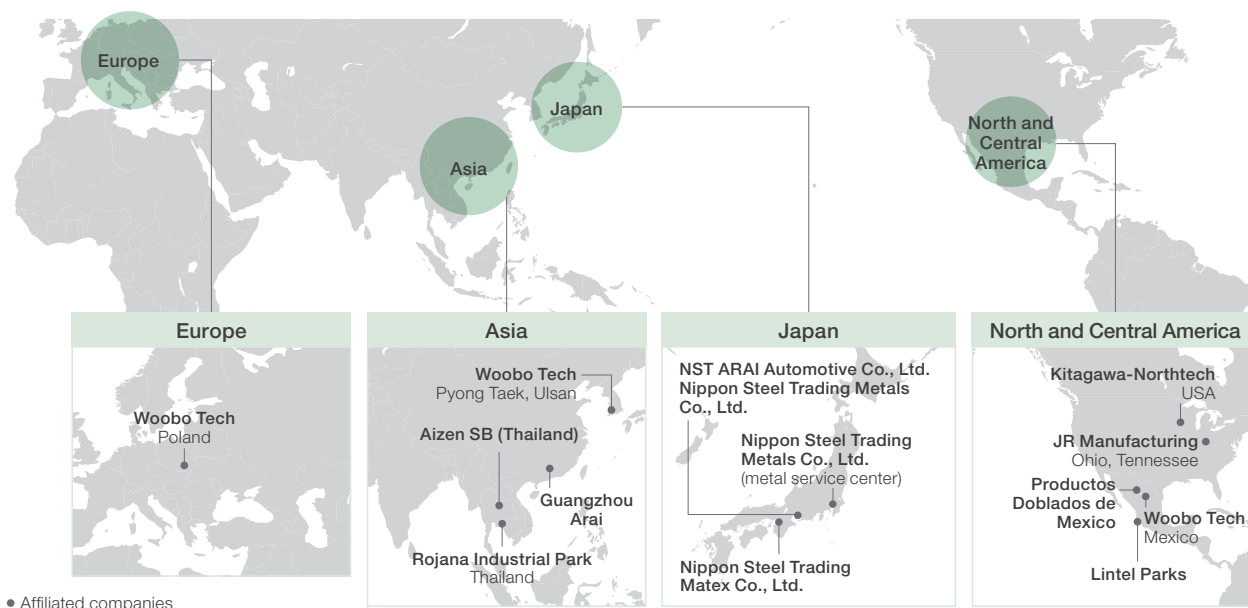 Europe
Japan
Asia
North and
Central
America
Europe
Woobo Tech
Poland
Asia
Woobo Tech
Pyong Taek, Ulsan
Aizen SB (Thailand)
Guangzhou
Arai
Rojana Industrial Park
Thailand
Japan
NST ARAI Automotive Co., Ltd.
Nippon Steel Trading Metals
Co., Ltd.
Nippon Steel Trading
Metals Co., Ltd.
(metal service center)
Nippon Steel Trading
Matex Co., Ltd.
North and Central America
Kitagawa-Northtech
USA
JR Manufacturing
Ohio, Tennessee
Productos
Doblados de
Mexico
Woobo Tech
Mexico
Lintel Parks
● Affiliated companies